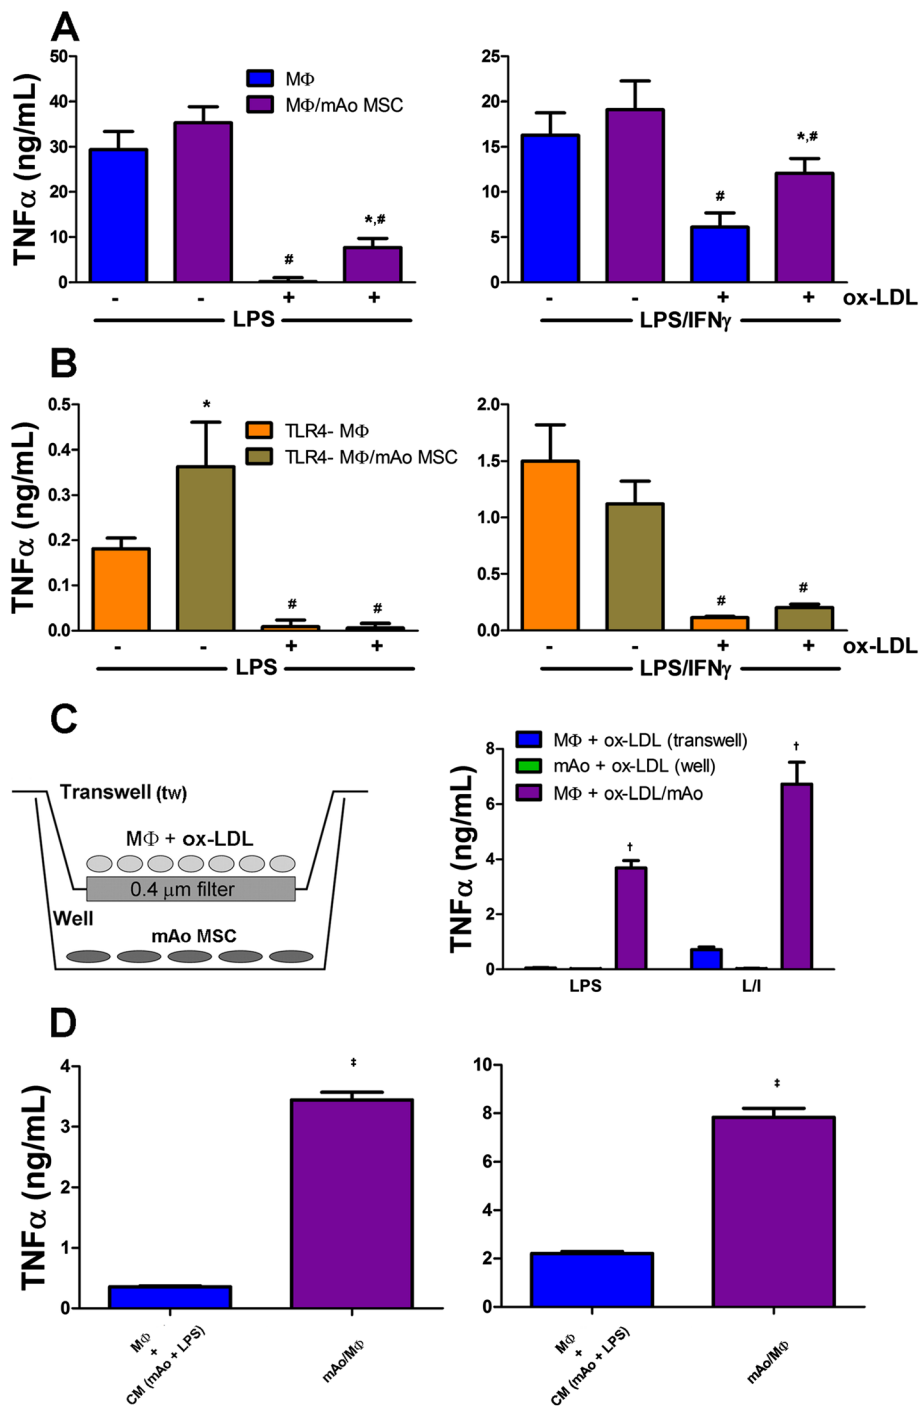 A
TNFα (ng/mL)
50
40
30
20
10
0
MΦ
MΦ/mAo MSC
#
*,#
- - + +
LPS
25
20
15
10
5
0
#
*,#
- - + + ox-LDL
LPS/IFNγ
B
TNFα (ng/mL)
0.5
0.4
0.3
0.2
0.1
0.0
*
TLR4- MΦ
TLR4- MΦ/mAo MSC
# #
- - + +
LPS
2.0
1.5
1.0
0.5
0.0
# #
- - + + ox-LDL
LPS/IFNγ
C
Transwell (tw)
MΦ + ox-LDL
0.4 μm filter
Well
mAo MSC
TNFα (ng/mL)
8
6
4
2
0
MΦ + ox-LDL (transwell)
mAo + ox-LDL (well)
MΦ + ox-LDL/mAo
†
†
LPS L/I
D
TNFα (ng/mL)
4
3
2
1
0
‡
MΦ
+
CM (mAo + LPS)
mAo/MΦ
10
8
6
4
2
0
‡
MΦ
+
CM (mAo + LPS)
mAo/MΦ